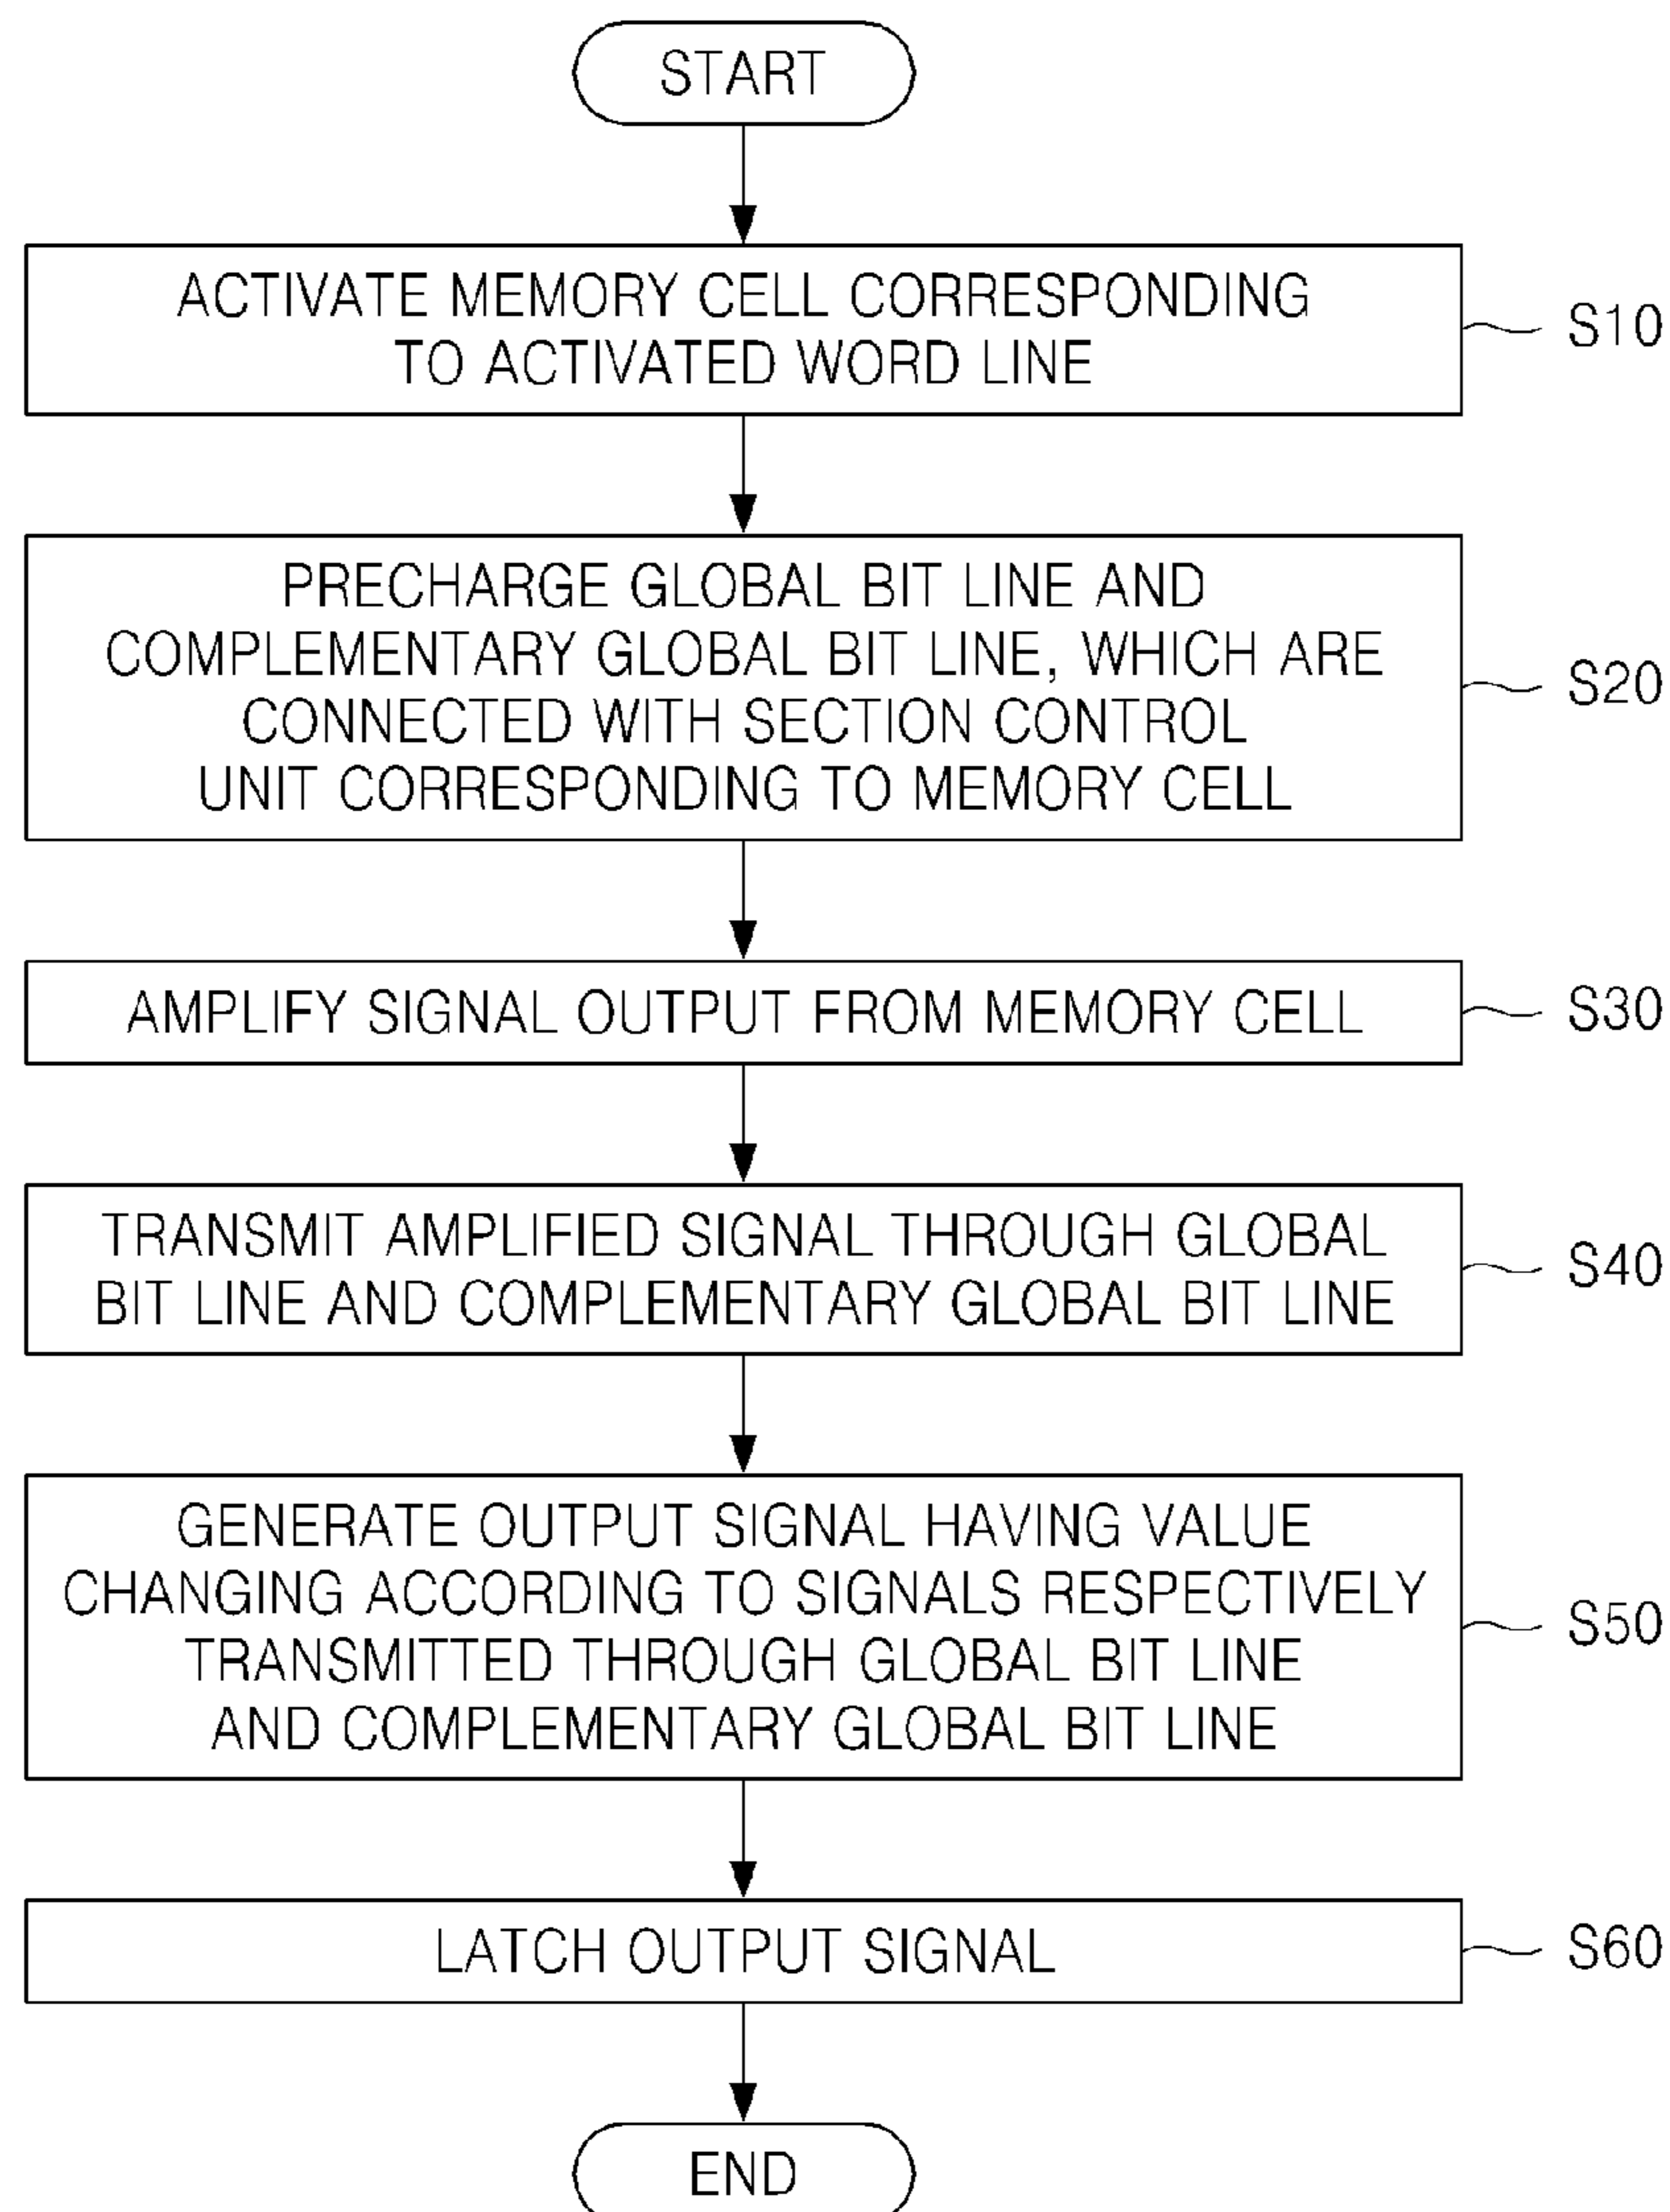 START
ACTIVATE MEMORY CELL CORRESPONDING
TO ACTIVATED WORD LINE
S10
PRECHARGE GLOBAL BIT LINE AND
COMPLEMENTARY GLOBAL BIT LINE, WHICH ARE
CONNECTED WITH SECTION CONTROL
UNIT CORRESPONDING TO MEMORY CELL
S20
AMPLIFY SIGNAL OUTPUT FROM MEMORY CELL
S30
TRANSMIT AMPLIFIED SIGNAL THROUGH GLOBAL
BIT LINE AND COMPLEMENTARY GLOBAL BIT LINE
S40
GENERATE OUTPUT SIGNAL HAVING VALUE
CHANGING ACCORDING TO SIGNALS RESPECTIVELY
TRANSMITTED THROUGH GLOBAL BIT LINE
AND COMPLEMENTARY GLOBAL BIT LINE
S50
LATCH OUTPUT SIGNAL
S60
END